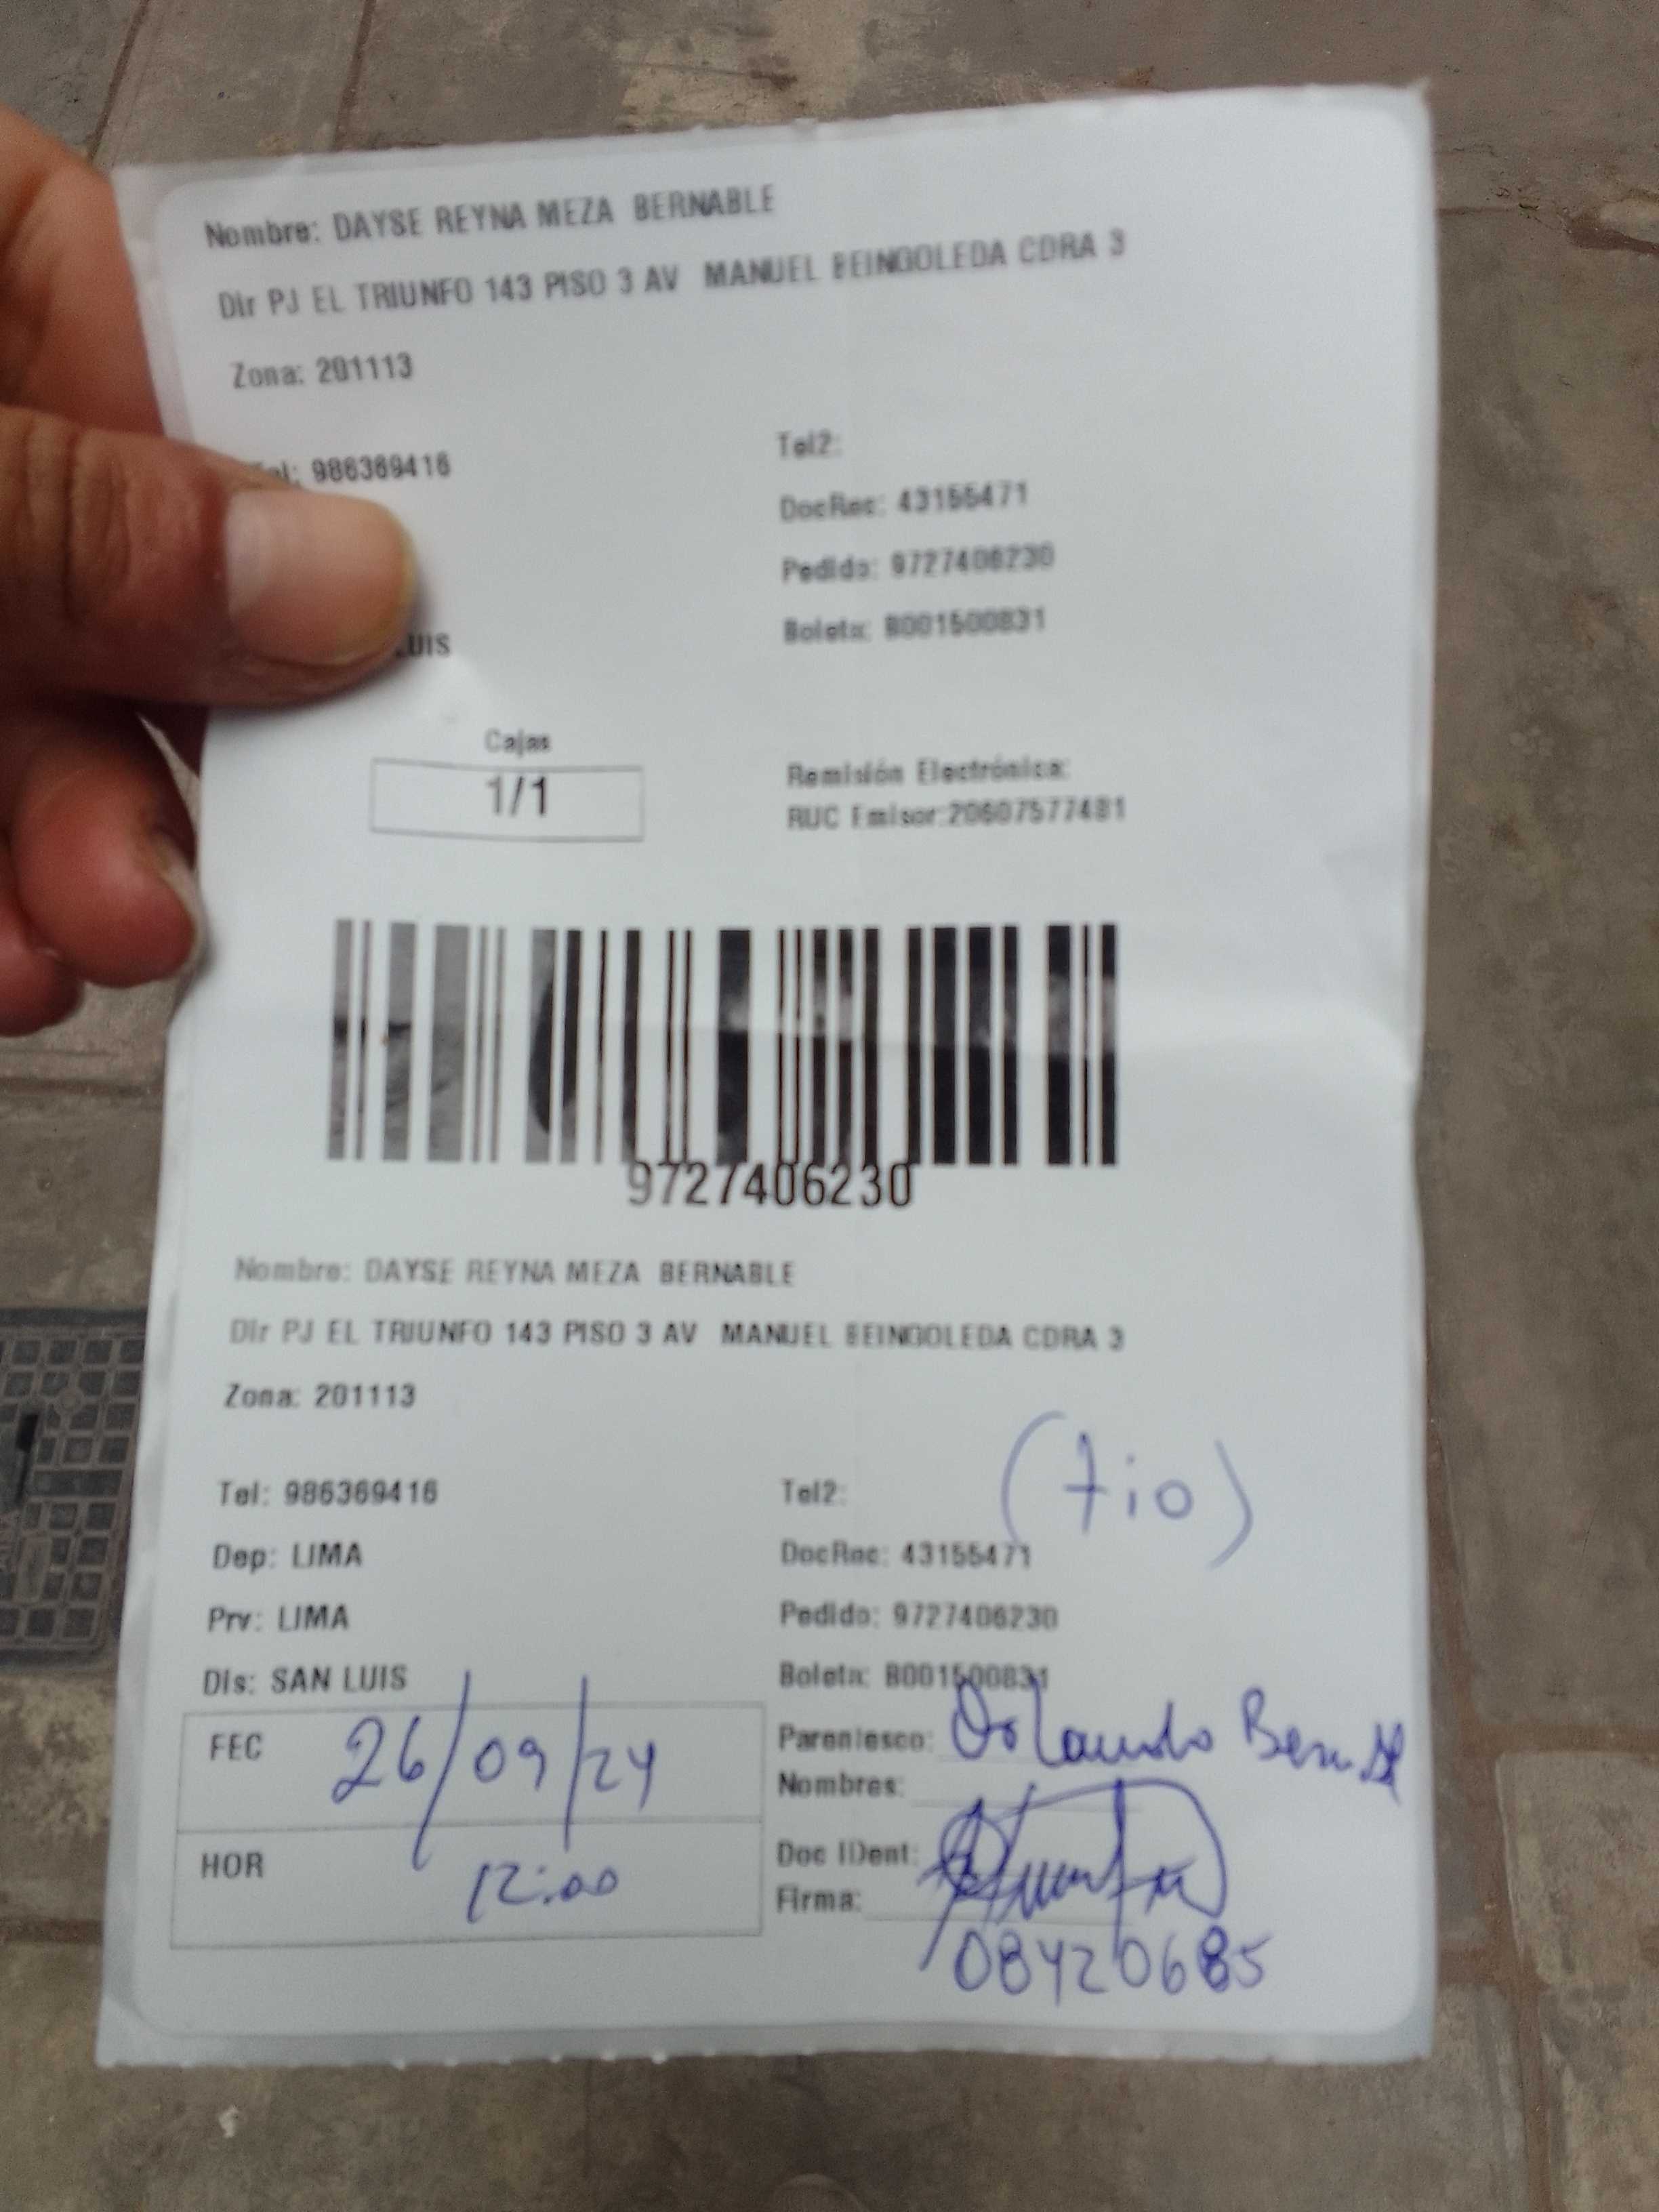 Nombre: DAYSE REYNA MEZA BERNABLE
Dir PJ EL TRIUNFO 143 PISO 3 AV MANUEL BEINGOLEDA CDRA 3
Zona: 201113
Tel: 986369416
Tel2:
DocRec: 43155471
Pedido: 9727406230
Boleta: B001500831
LUIS
Cajas
1/1
Remisión Electrónica:
RUC Emisor:20607577481
9727406230
Nombre: DAYSE REYNA MEZA BERNABLE
Dir PJ EL TRIUNFO 143 PISO 3 AV MANUEL BEINGOLEDA CDRA 3
Zona: 201113
(tio)
Tel: 986369416
Tel2:
Dep: LIMA
DocRec: 43155471
Prv: LIMA
Pedido: 9727406230
Dis: SAN LUIS
Boleta: B001500831
FEC 26/09/24
Parentesco: Orlando
Nombres:
HOR 12:00
Doc IDent:
Firma:
08420685